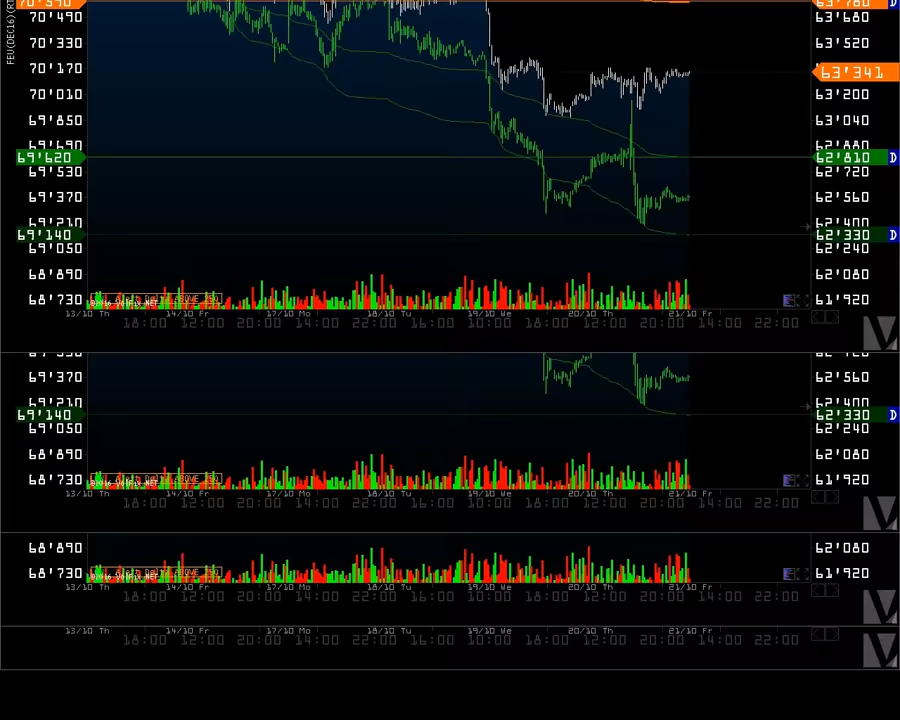 FEU(DEC16)(RT
70'590 63'780 D
70'490 63'680
70'330 63'520
70'170
63'341
70'010 63'200
69'850 63'040
69'690 62'880
69'620 62'810 D
69'530 62'720
69'370 62'560
69'210 62'400
69'140 62'330 D
69'050 62'240
68'890 62'080
68'730 61'920
13/10 Th 14/10 Fr 17/10 Mo 18/10 Tu 19/10 We 20/10 Th 21/10 Fr
18:00 12:00 20:00 14:00 22:00 16:00 10:00 18:00 12:00 20:00 14:00 22:00
69'370 62'560
69'210 62'400
69'140 62'330 D
69'050 62'240
68'890 62'080
68'730 61'920
13/10 Th 14/10 Fr 17/10 Mo 18/10 Tu 19/10 We 20/10 Th 21/10 Fr
18:00 12:00 20:00 14:00 22:00 16:00 10:00 18:00 12:00 20:00 14:00 22:00
68'890 62'080
68'730 61'920
13/10 Th 14/10 Fr 17/10 Mo 18/10 Tu 19/10 We 20/10 Th 21/10 Fr
18:00 12:00 20:00 14:00 22:00 16:00 10:00 18:00 12:00 20:00 14:00 22:00
13/10 Th 14/10 Fr 17/10 Mo 18/10 Tu 19/10 We 20/10 Th 21/10 Fr
18:00 12:00 20:00 14:00 22:00 16:00 10:00 18:00 12:00 20:00 14:00 22:00